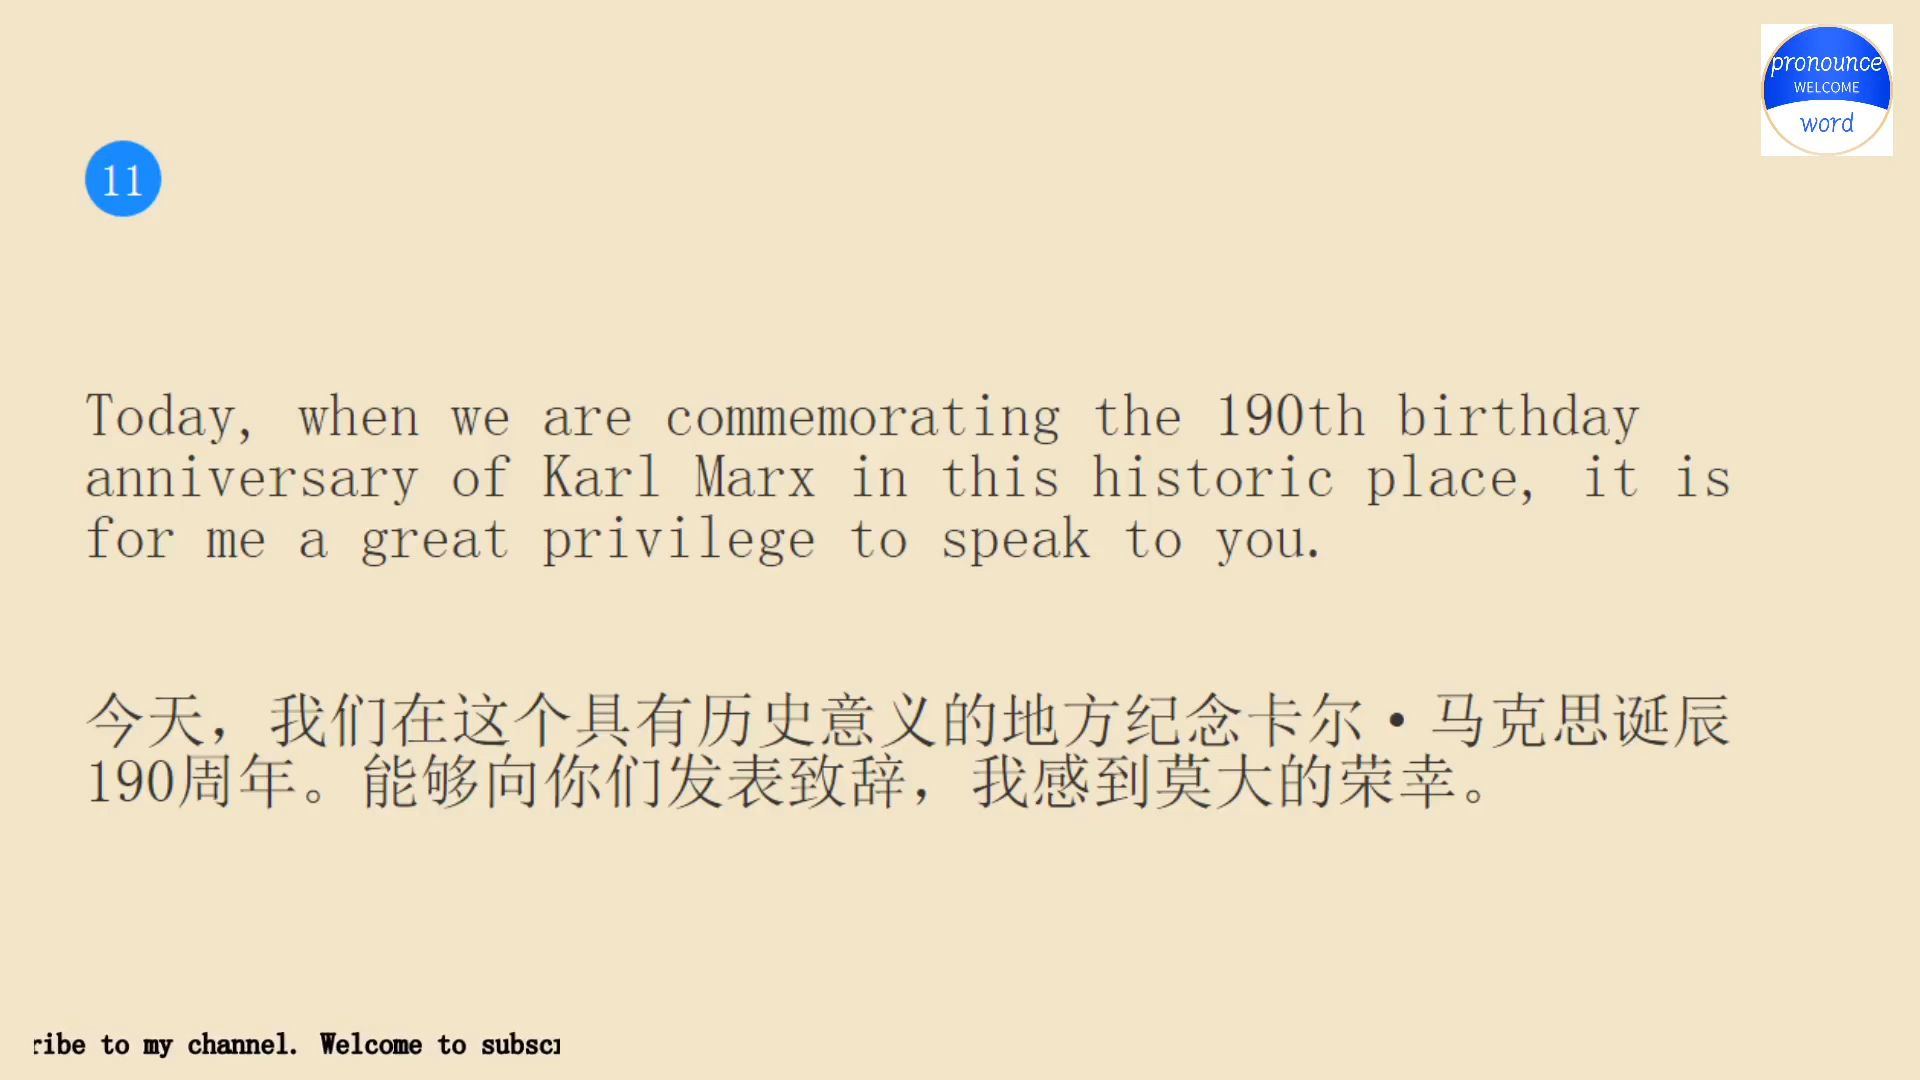 pronounce
WELCOME
word
11
Today, when we are commemorating the 190th birthday
anniversary of Karl Marx in this historic place, it is
for me a great privilege to speak to you.
今天，我们在这个具有历史意义的地方纪念卡尔·马克思诞辰
190周年。能够向你们发表致辞，我感到莫大的荣幸。
ribe to my channel. Welcome to subscr